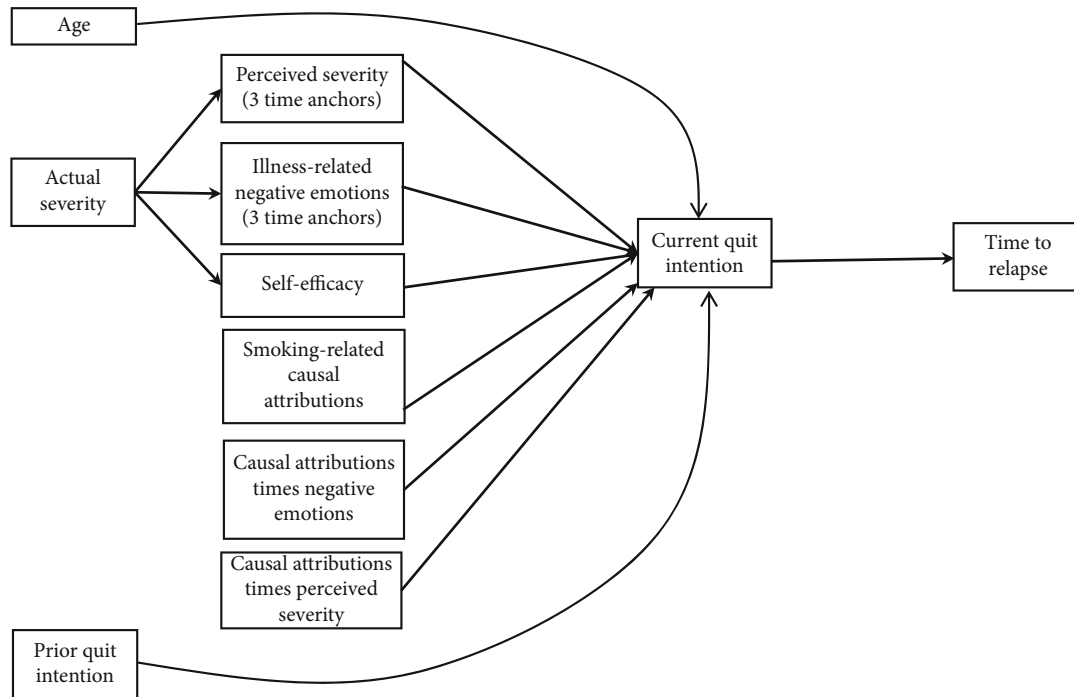 Age
Perceived severity
(3 time anchors)
Actual
severity
Illness-related
negative emotions
(3 time anchors)
Self-efficacy
Smoking-related
causal
attributions
Causal attributions
times negative
emotions
Causal attributions
times perceived
severity
Prior quit
intention
Current quit
intention
Time to
relapse